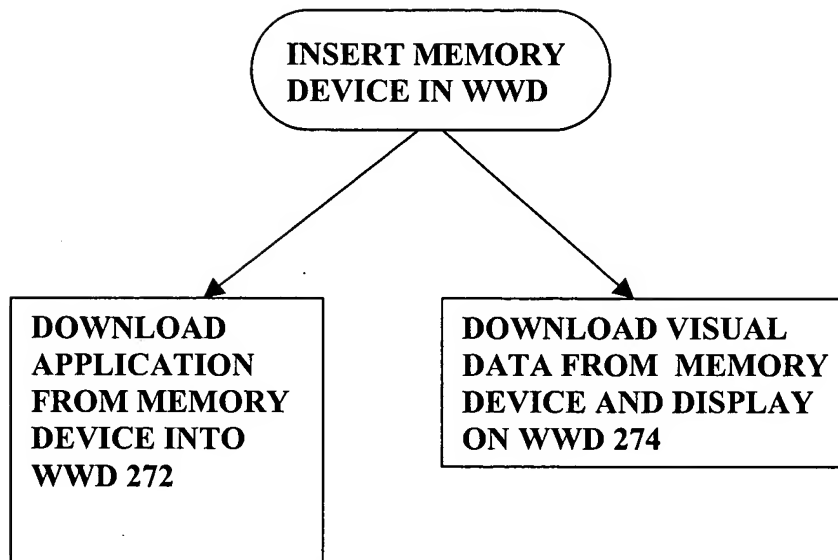 INSERT MEMORY
DEVICE IN WWD
DOWNLOAD
APPLICATION
FROM MEMORY
DEVICE INTO
WWD 272
DOWNLOAD VISUAL
DATA FROM MEMORY
DEVICE AND DISPLAY
ON WWD 274